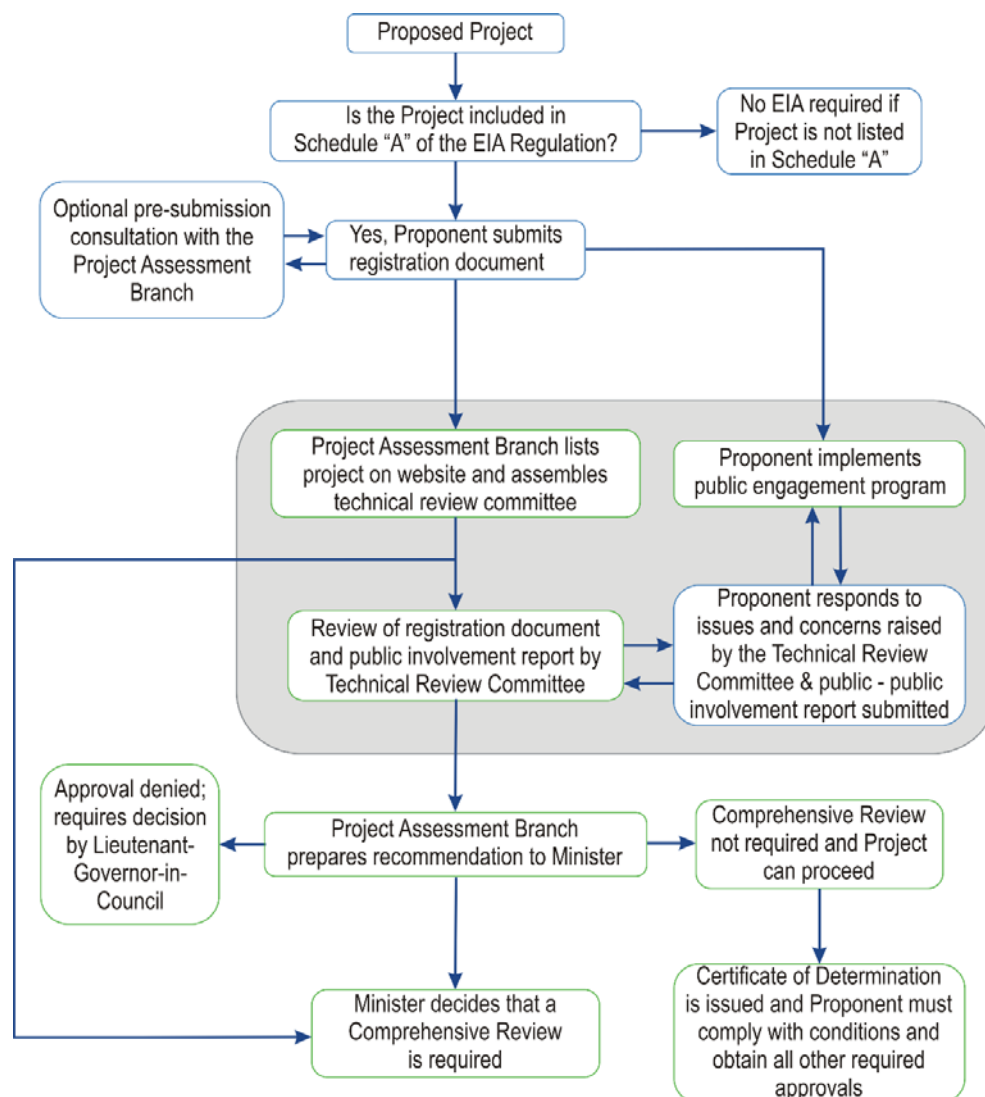 Proposed Project
Is the Project included in
Schedule “A” of the EIA Regulation?
No EIA required if
Project is not listed
in Schedule “A”
Optional pre-submission
consultation with the
Project Assessment
Branch
Yes, Proponent submits
registration document
Project Assessment Branch lists
project on website and assembles
technical review committee
Proponent implements
public engagement program
Review of registration document
and public involvement report by
Technical Review Committee
Proponent responds to
issues and concerns raised
by the Technical Review
Committee & public - public
involvement report submitted
Approval denied;
requires decision
by Lieutenant-
Governor-in-
Council
Project Assessment Branch
prepares recommendation to Minister
Comprehensive Review
not required and Project
can proceed
Minister decides that a
Comprehensive Review
is required
Certificate of Determination
is issued and Proponent must
comply with conditions and
obtain all other required
approvals